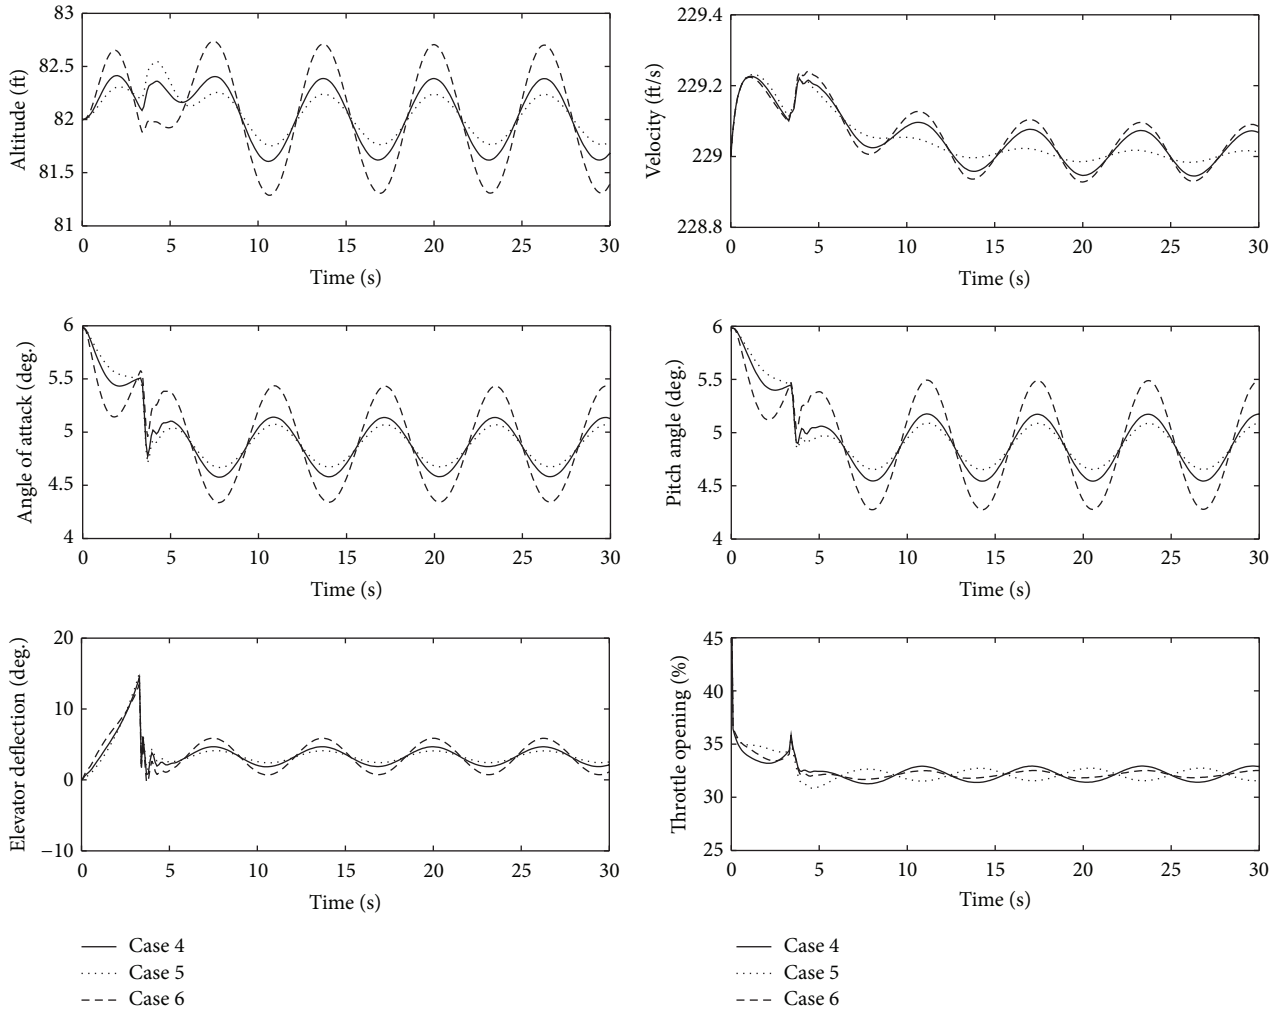 Altitude (ft)
83
82.5
82
81.5
81
0 5 10 15 20 25 30
Time (s)
Velocity (ft/s)
229.4
229.2
229
228.8
0 5 10 15 20 25 30
Time (s)
Angle of attack (deg.)
6
5.5
5
4.5
4
0 5 10 15 20 25 30
Time (s)
Pitch angle (deg.)
6
5.5
5
4.5
4
0 5 10 15 20 25 30
Time (s)
Elevator deflection (deg.)
20
10
0
−10
0 5 10 15 20 25 30
Time (s)
Throttle opening (%)
45
40
35
30
25
0 5 10 15 20 25 30
Time (s)
Case 4
Case 5
Case 6
Case 4
Case 5
Case 6